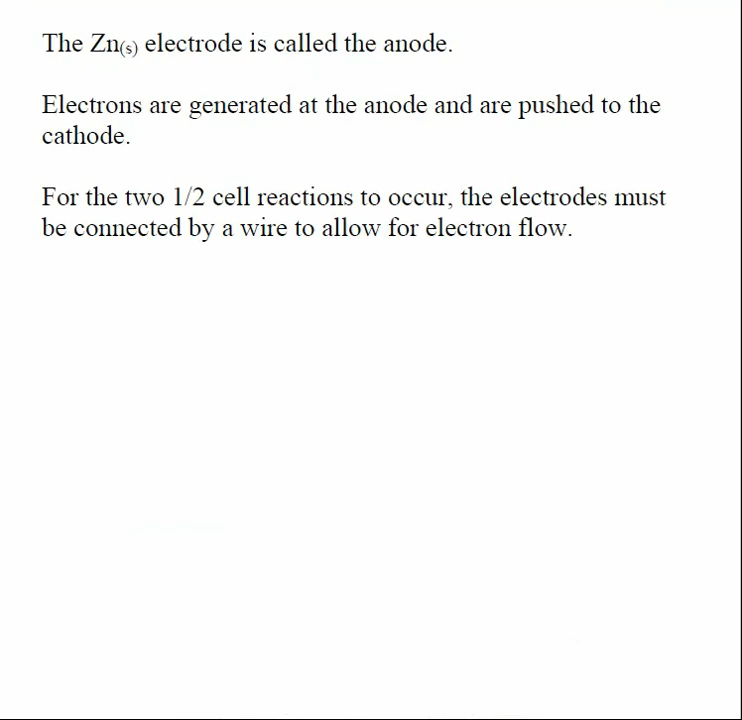 The Zn(s) electrode is called the anode.
Electrons are generated at the anode and are pushed to the
cathode.
For the two 1/2 cell reactions to occur, the electrodes must
be connected by a wire to allow for electron flow.